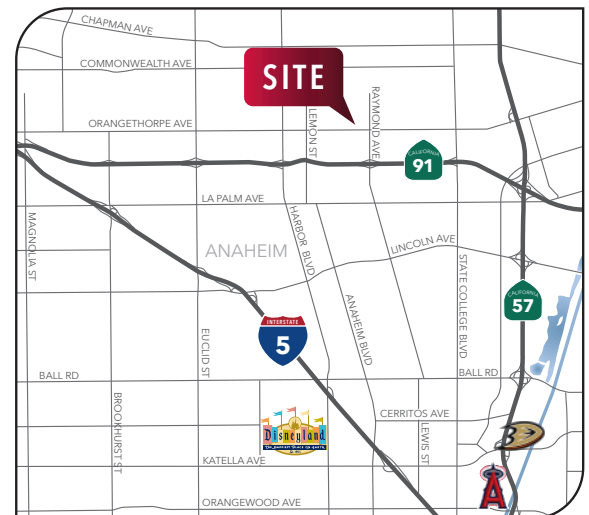 CHAPMAN AVE
COMMONWEALTH AVE
SITE
ORANGETHORPE AVE
LEMON ST
RAYMOND AVE
CALIFORNIA
91
LA PALM AVE
MAGNOLIA ST
HARBOR BLVD
ANAHEIM
LINCOLN AVE
STATE COLLEGE BLVD
CALIFORNIA
57
ANAHEIM BLVD
INTERSTATE
5
EUCLID ST
BALL RD
BALL RD
BROOKHURST ST
Disneyland
CERRITOS AVE
LEWIS ST
KATELLA AVE
A
ORANGEWOOD AVE